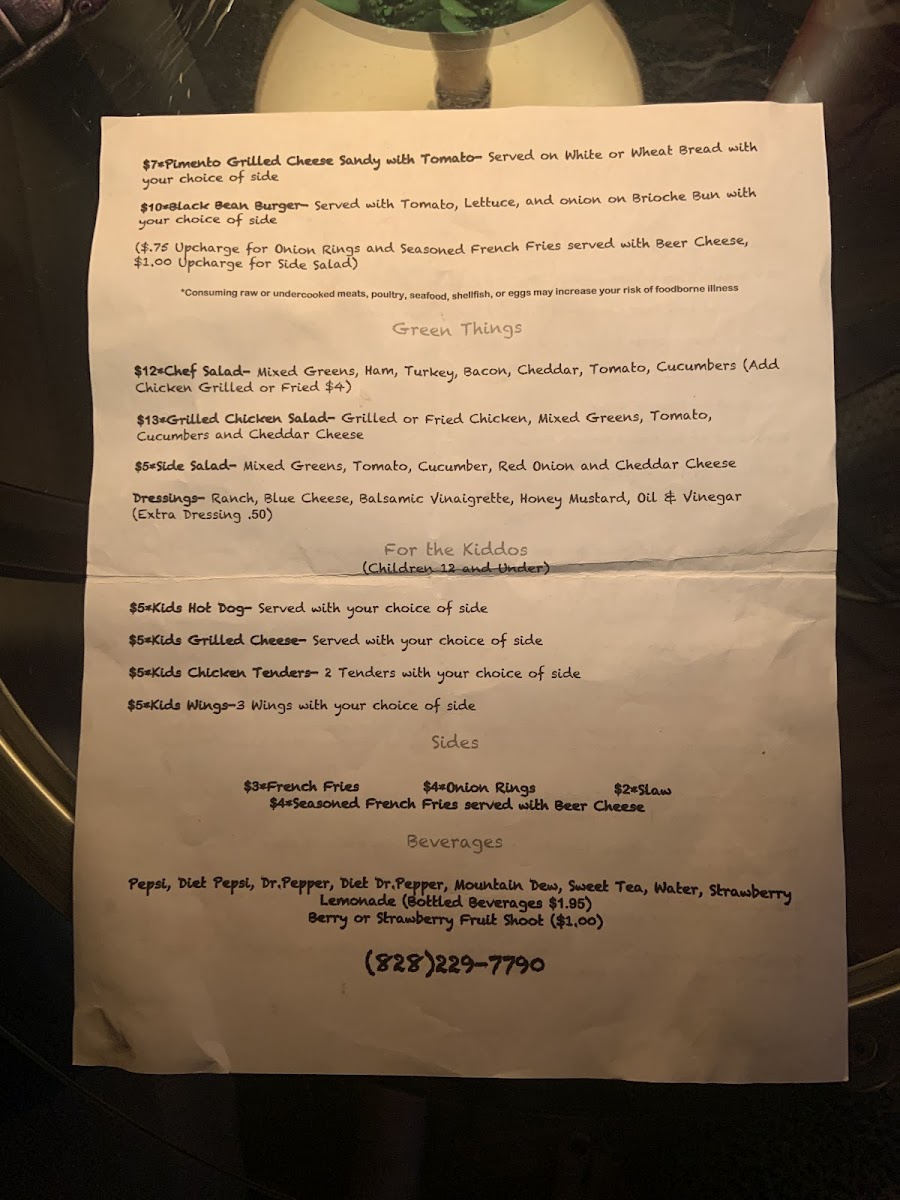 $7*Pimento Grilled Cheese Sandy with Tomato- Served on White or Wheat Bread with
your choice of side
$10*Black Bean Burger- Served with Tomato, Lettuce, and onion on Brioche Bun with
your choice of side
($.75 Upcharge for Onion Rings and Seasoned French Fries served with Beer Cheese,
$1.00 Upcharge for Side Salad)
*Consuming raw or undercooked meats, poultry, seafood, shellfish, or eggs may increase your risk of foodborne illness
Green Things
$12*Chef Salad- Mixed Greens, Ham, Turkey, Bacon, Cheddar, Tomato, Cucumbers (Add
Chicken Grilled or Fried $4)
$13*Grilled Chicken Salad- Grilled or Fried Chicken, Mixed Greens, Tomato,
Cucumbers and Cheddar Cheese
$5*Side Salad- Mixed Greens, Tomato, Cucumber, Red Onion and Cheddar Cheese
Dressings- Ranch, Blue Cheese, Balsamic Vinaigrette, Honey Mustard, Oil & Vinegar
(Extra Dressing .50)
For the Kiddos
(Children 12 and Under)
$5*Kids Hot Dog- Served with your choice of side
$5*Kids Grilled Cheese- Served with your choice of side
$5*Kids Chicken Tenders- 2 Tenders with your choice of side
$5*Kids Wings-3 Wings with your choice of side
Sides
$3*French Fries $4*Onion Rings $2*Slaw
$4*Seasoned French Fries served with Beer Cheese
Beverages
Pepsi, Diet Pepsi, Dr.Pepper, Diet Dr.Pepper, Mountain Dew, Sweet Tea, Water, Strawberry
Lemonade (Bottled Beverages $1.95)
Berry or Strawberry Fruit Shoot ($1.00)
(828)229-7790